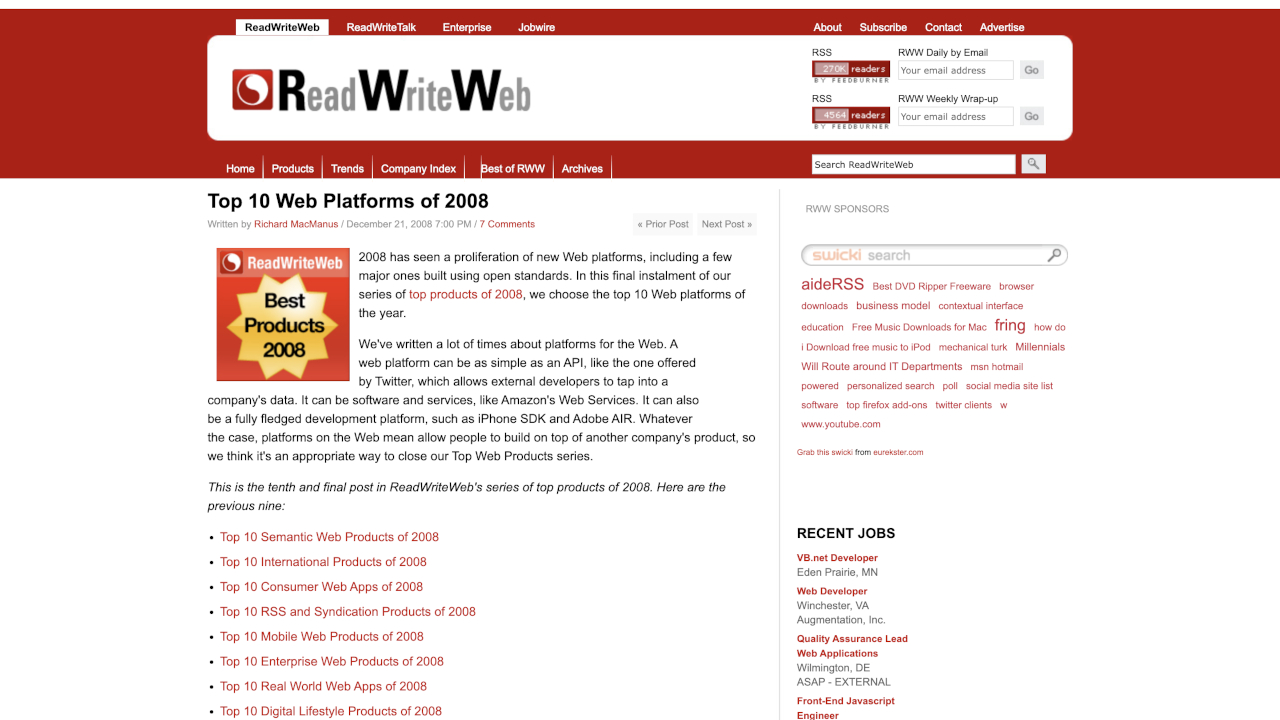 ReadWriteWeb ReadWriteTalk Enterprise Jobwire About Subscribe Contact Advertise
ReadWriteWeb
RSS RWW Daily by Email
270K readers Your email address Go
BY FEEDBURNER
RSS RWW Weekly Wrap-up
4564 readers Your email address Go
BY FEEDBURNER
Home Products Trends Company Index Best of RWW Archives Search ReadWriteWeb
Top 10 Web Platforms of 2008
Written by Richard MacManus / December 21, 2008 7:00 PM / 7 Comments « Prior Post Next Post »
ReadWriteWeb
Best
Products
2008
2008 has seen a proliferation of new Web platforms, including a few
major ones built using open standards. In this final instalment of our
series of top products of 2008, we choose the top 10 Web platforms of
the year.
We've written a lot of times about platforms for the Web. A
web platform can be as simple as an API, like the one offered
by Twitter, which allows external developers to tap into a
company's data. It can be software and services, like Amazon's Web Services. It can also
be a fully fledged development platform, such as iPhone SDK and Adobe AIR. Whatever
the case, platforms on the Web mean allow people to build on top of another company's product, so
we think it's an appropriate way to close our Top Web Products series.
This is the tenth and final post in ReadWriteWeb's series of top products of 2008. Here are the
previous nine:
• Top 10 Semantic Web Products of 2008
• Top 10 International Products of 2008
• Top 10 Consumer Web Apps of 2008
• Top 10 RSS and Syndication Products of 2008
• Top 10 Mobile Web Products of 2008
• Top 10 Enterprise Web Products of 2008
• Top 10 Real World Web Apps of 2008
• Top 10 Digital Lifestyle Products of 2008
RWW SPONSORS
swicki search
aideRSS Best DVD Ripper Freeware browser
downloads business model contextual interface
education Free Music Downloads for Mac fring how do
i Download free music to iPod mechanical turk Millennials
Will Route around IT Departments msn hotmail
powered personalized search poll social media site list
software top firefox add-ons twitter clients w
www.youtube.com
Grab this swicki from eurekster.com
RECENT JOBS
VB.net Developer
Eden Prairie, MN
Web Developer
Winchester, VA
Augmentation, Inc.
Quality Assurance Lead
Web Applications
Wilmington, DE
ASAP - EXTERNAL
Front-End Javascript
Engineer